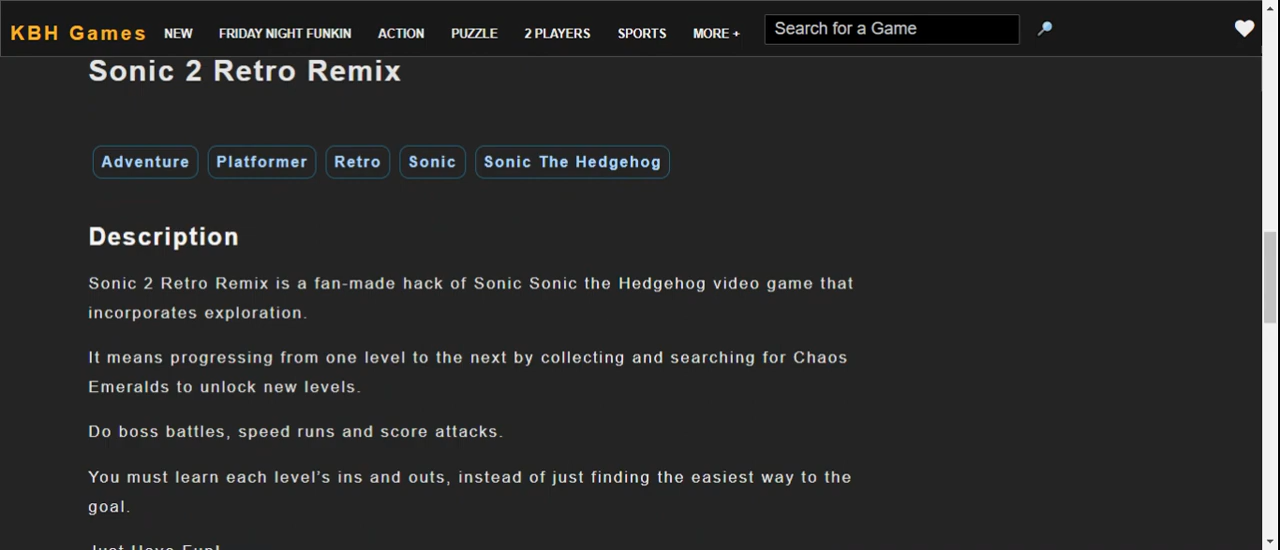 KBH Games NEW FRIDAY NIGHT FUNKIN ACTION PUZZLE 2 PLAYERS SPORTS MORE + Search for a Game
Sonic 2 Retro Remix
Adventure Platformer Retro Sonic Sonic The Hedgehog
Description
Sonic 2 Retro Remix is a fan-made hack of Sonic Sonic the Hedgehog video game that
incorporates exploration.
It means progressing from one level to the next by collecting and searching for Chaos
Emeralds to unlock new levels.
Do boss battles, speed runs and score attacks.
You must learn each level’s ins and outs, instead of just finding the easiest way to the
goal.
Just Have Fun!